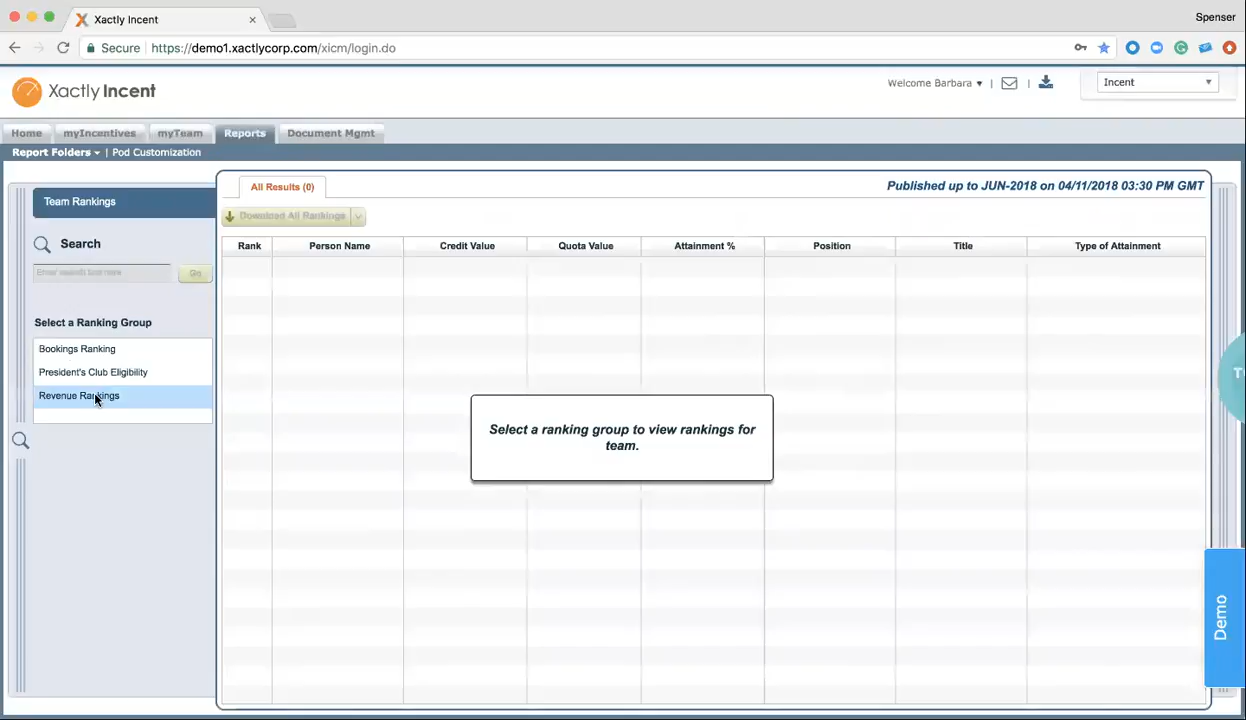 Xactly Incent
Spenser
Secure https://demo1.xactlycorp.com/xicm/login.do
Xactly Incent
Welcome Barbara
Incent
Home myIncentives myTeam Reports Document Mgmt
Report Folders | Pod Customization
Team Rankings
All Results (0)
Published up to JUN-2018 on 04/11/2018 03:30 PM GMT
Download All Rankings
Search
Go
Rank Person Name Credit Value Quota Value Attainment % Position Title Type of Attainment
Select a Ranking Group
Bookings Ranking
President's Club Eligibility
Revenue Rankings
Select a ranking group to view rankings for
team.
Demo